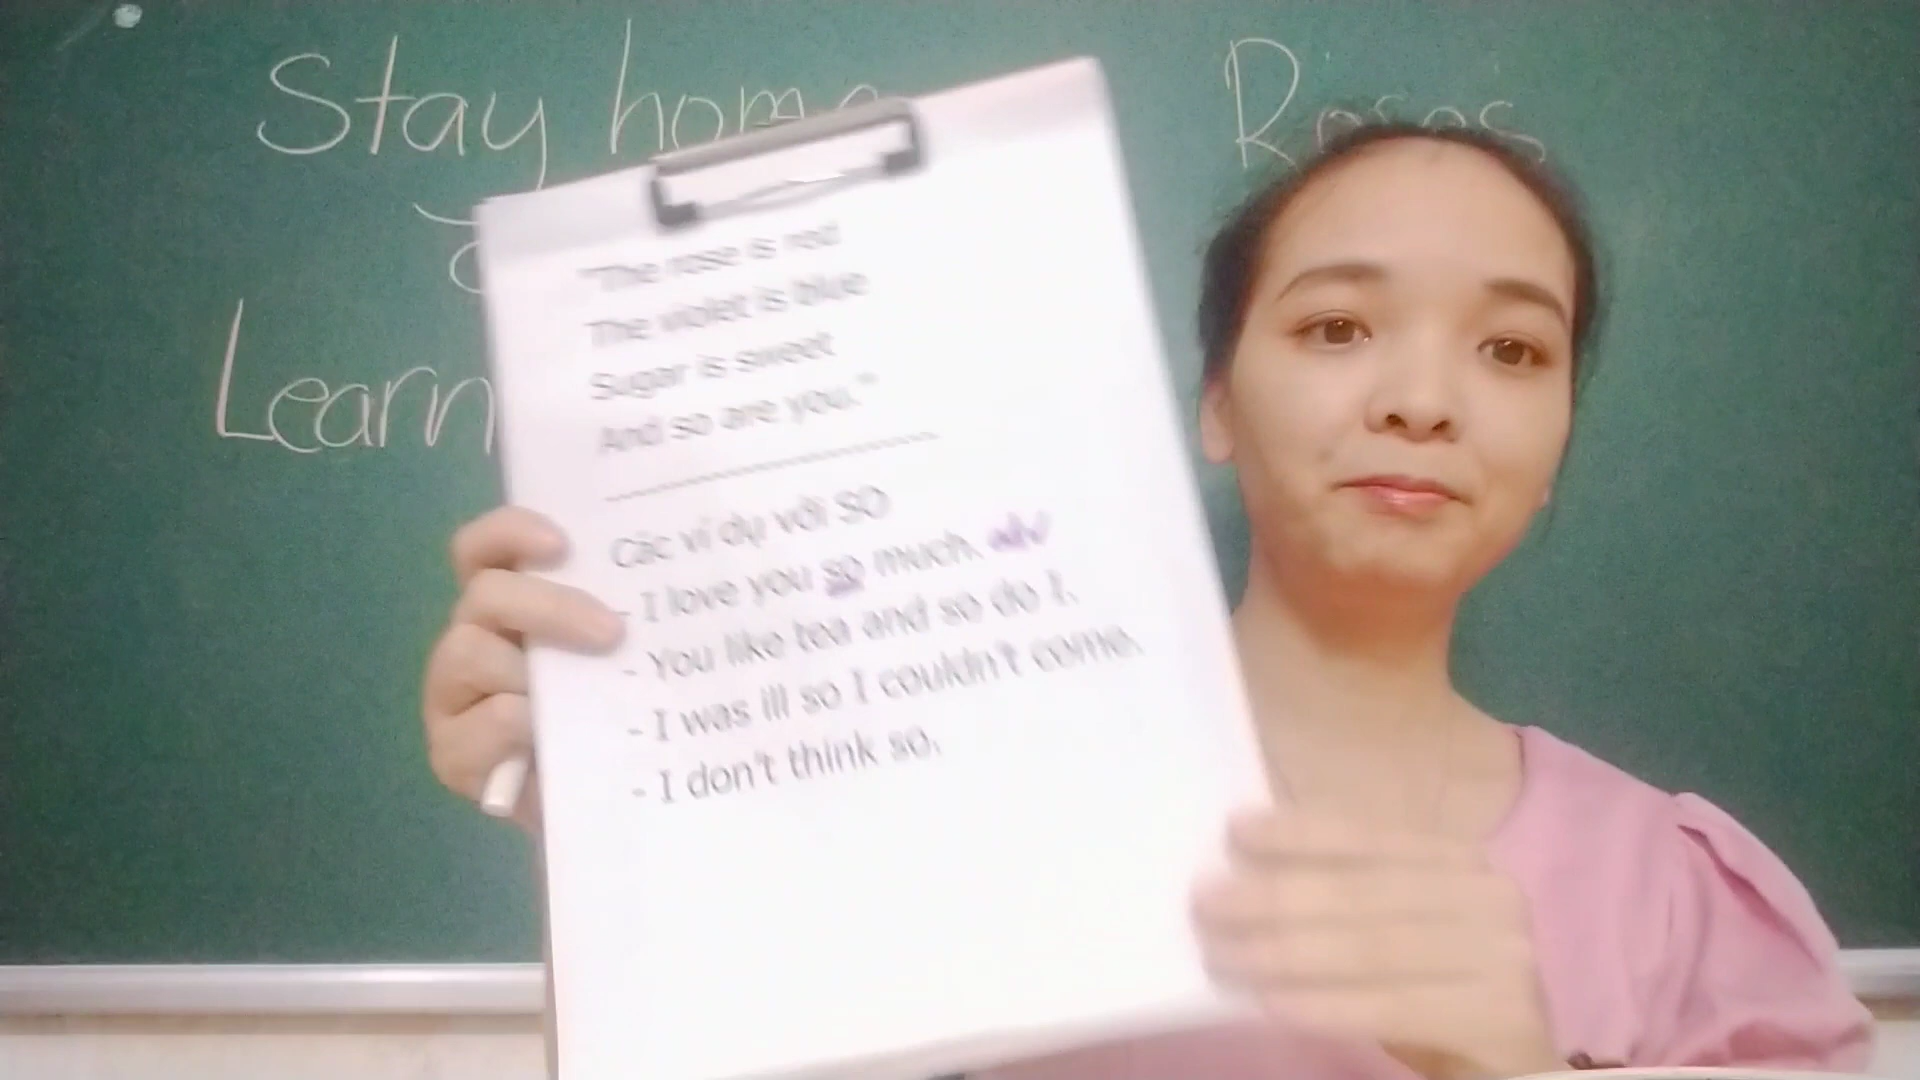 Stay home
Roses
Learn
"The rose is red
The violet is blue
Sugar is sweet
And so are you."
Các ví dụ với SO
- I love you so much. adv
- You like tea and so do I.
- I was ill so I couldn't come.
- I don't think so.